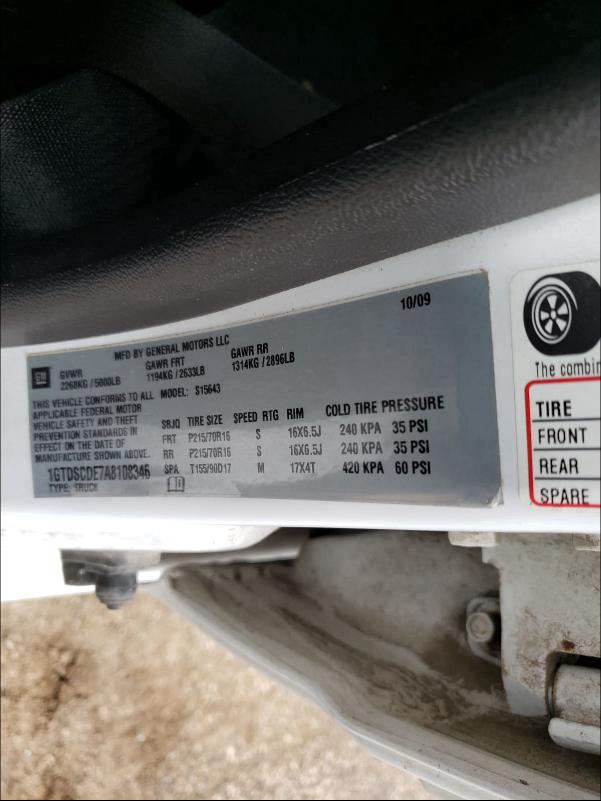 10/09
MFD BY GENERAL MOTORS LLC
GM
GVWR GAWR FRT GAWR RR
2268KG / 5000LB 1194KG / 2633LB 1314KG / 2896LB
THIS VEHICLE CONFORMS TO ALL MODEL: S15643
APPLICABLE FEDERAL MOTOR
VEHICLE SAFETY AND THEFT
PREVENTION STANDARDS IN
EFFECT ON THE DATE OF
MANUFACTURE SHOWN ABOVE.
1GTDSCDE7A8108346
TYPE: TRUCK
SBJQ TIRE SIZE SPEED RTG RIM COLD TIRE PRESSURE
FRT P215/70R16 S 16X6.5J 240 KPA 35 PSI
RR P215/70R16 S 16X6.5J 240 KPA 35 PSI
SPA T155/90D17 M 17X4T 420 KPA 60 PSI
The combin
TIRE
FRONT
REAR
SPARE